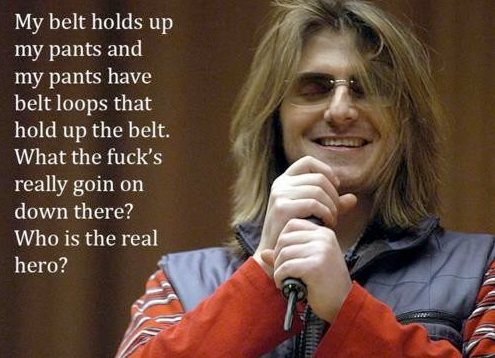 My belt holds up
my pants and
my pants have
belt loops that
hold up the belt.
What the fuck's
really goin on
down there?
Who is the real
hero?